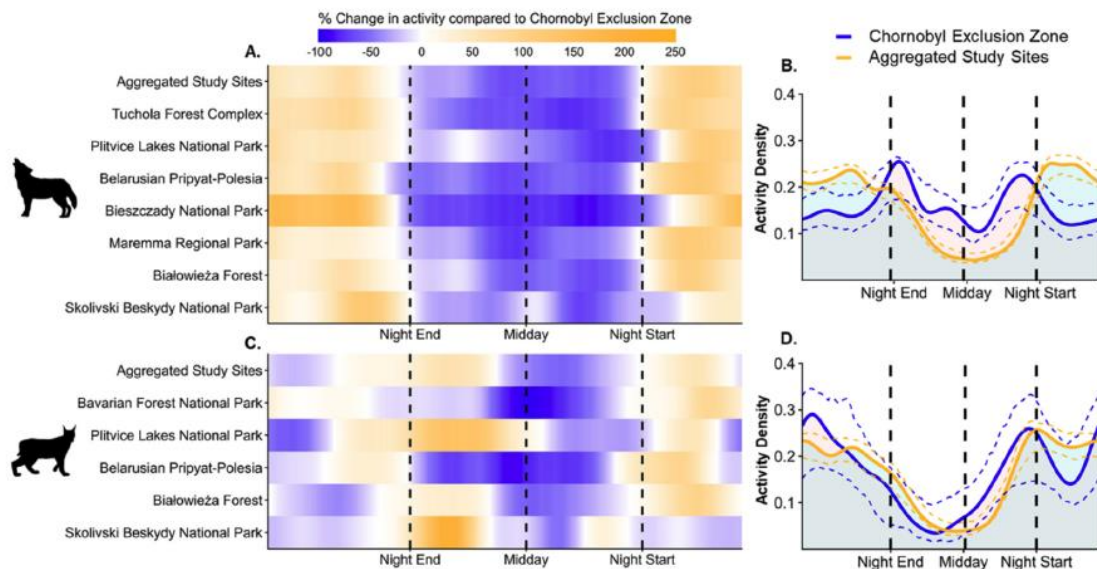 % Change in activity compared to Chornobyl Exclusion Zone
-100 -50 0 50 100 150 200 250
A.
Aggregated Study Sites
Tuchola Forest Complex
Plitvice Lakes National Park
Belarusian Pripyat-Polesia
Bieszczady National Park
Maremma Regional Park
Białowieża Forest
Skolivski Beskydy National Park
Night End Midday Night Start
Chornobyl Exclusion Zone
Aggregated Study Sites
B.
0.4
0.3
0.2
0.1
Activity Density
Night End Midday Night Start
C.
Aggregated Study Sites
Bavarian Forest National Park
Plitvice Lakes National Park
Belarusian Pripyat-Polesia
Białowieża Forest
Skolivski Beskydy National Park
Night End Midday Night Start
D.
0.4
0.3
0.2
0.1
Activity Density
Night End Midday Night Start